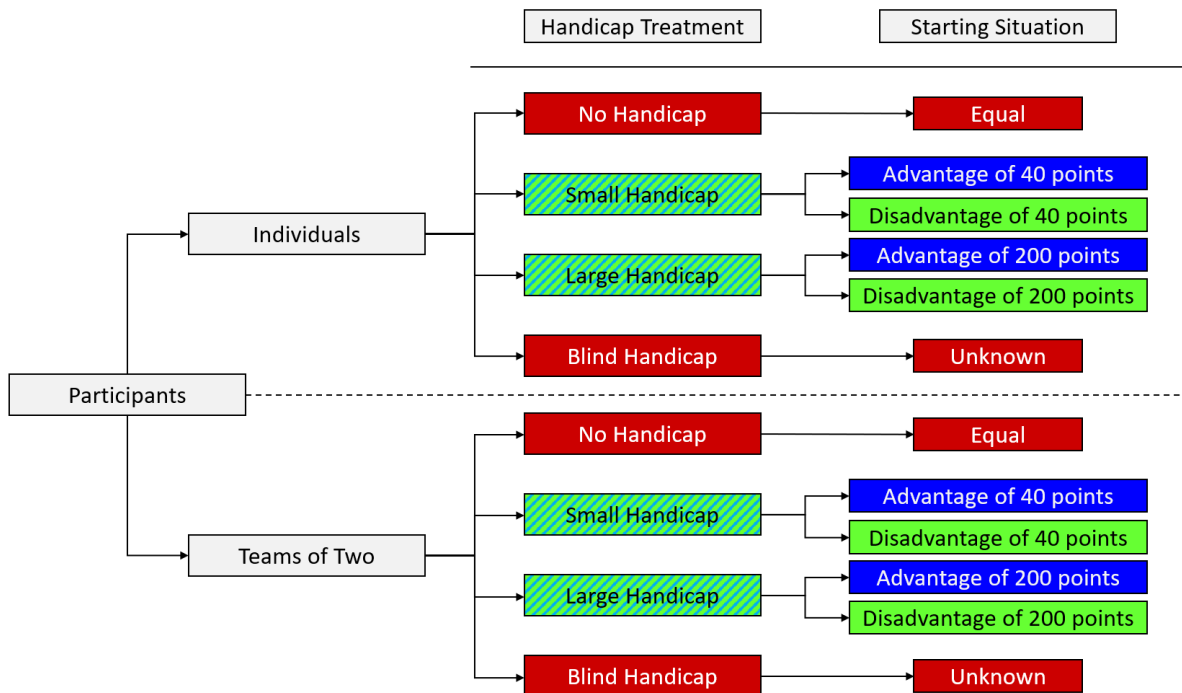 Handicap Treatment
Starting Situation
No Handicap
Equal
Small Handicap
Advantage of 40 points
Disadvantage of 40 points
Individuals
Large Handicap
Advantage of 200 points
Disadvantage of 200 points
Blind Handicap
Unknown
Participants
No Handicap
Equal
Small Handicap
Advantage of 40 points
Disadvantage of 40 points
Teams of Two
Large Handicap
Advantage of 200 points
Disadvantage of 200 points
Blind Handicap
Unknown